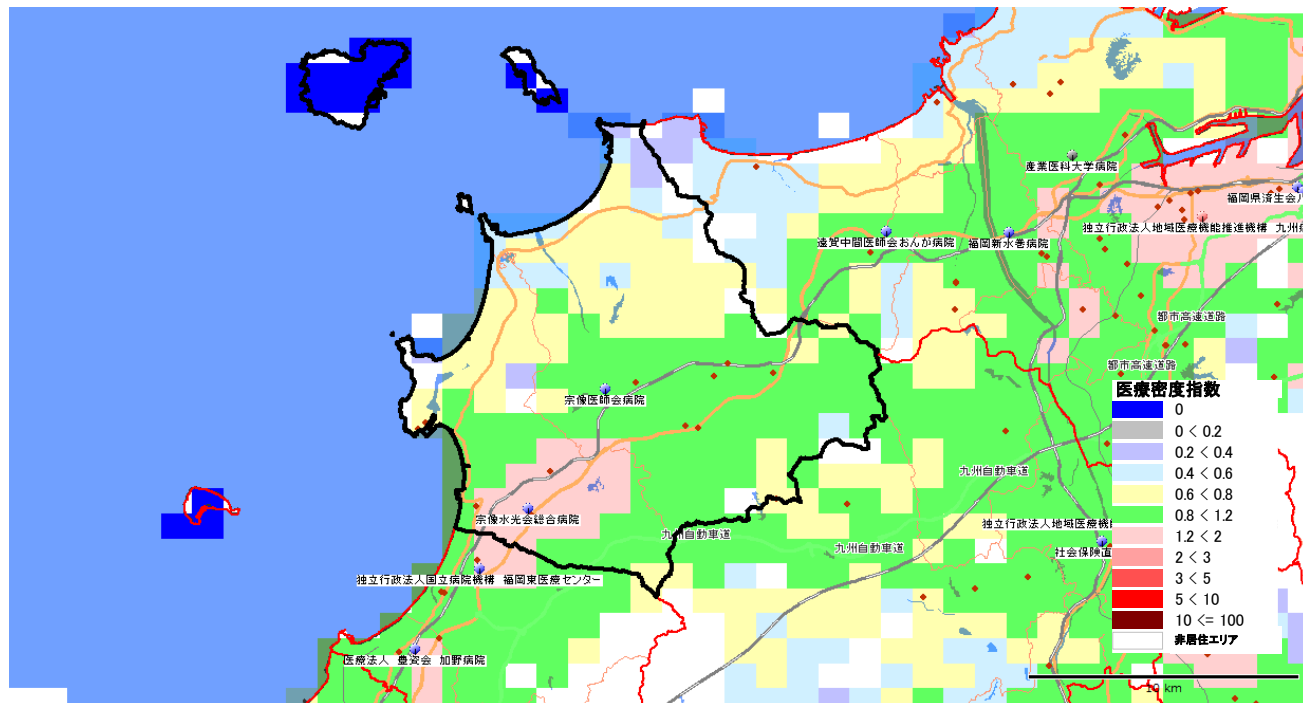 産業医科大学病院
福岡県済生会八
独立行政法人地域医療機能推進機構 九州病
遠賀中間医師会おんが病院
福岡新水巻病院
都市高速道路
都市高速道路
宗像医師会病院
九州自動車道
宗像水光会総合病院
九州自動車道
九州自動車道
独立行政法人地域医療機能
社会保険直
独立行政法人国立病院機構 福岡東医療センター
医療法人 豊資会 加野病院
医療密度指数
0
0 < 0.2
0.2 < 0.4
0.4 < 0.6
0.6 < 0.8
0.8 < 1.2
1.2 < 2
2 < 3
3 < 5
5 < 10
10 <= 100
非居住エリア
10 km